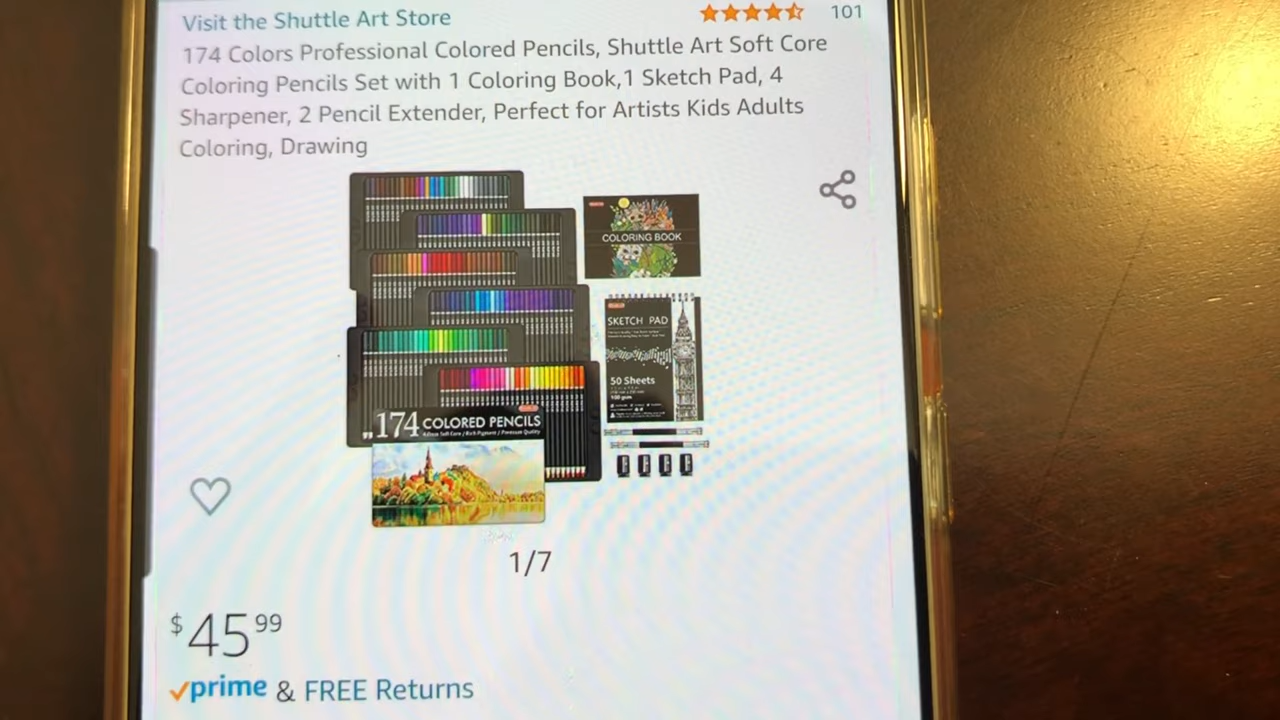 Visit the Shuttle Art Store
101
174 Colors Professional Colored Pencils, Shuttle Art Soft Core
Coloring Pencils Set with 1 Coloring Book,1 Sketch Pad, 4
Sharpener, 2 Pencil Extender, Perfect for Artists Kids Adults
Coloring, Drawing
COLORING BOOK
SKETCH PAD
50 Sheets
174 COLORED PENCILS
1/7
$45 99
prime & FREE Returns